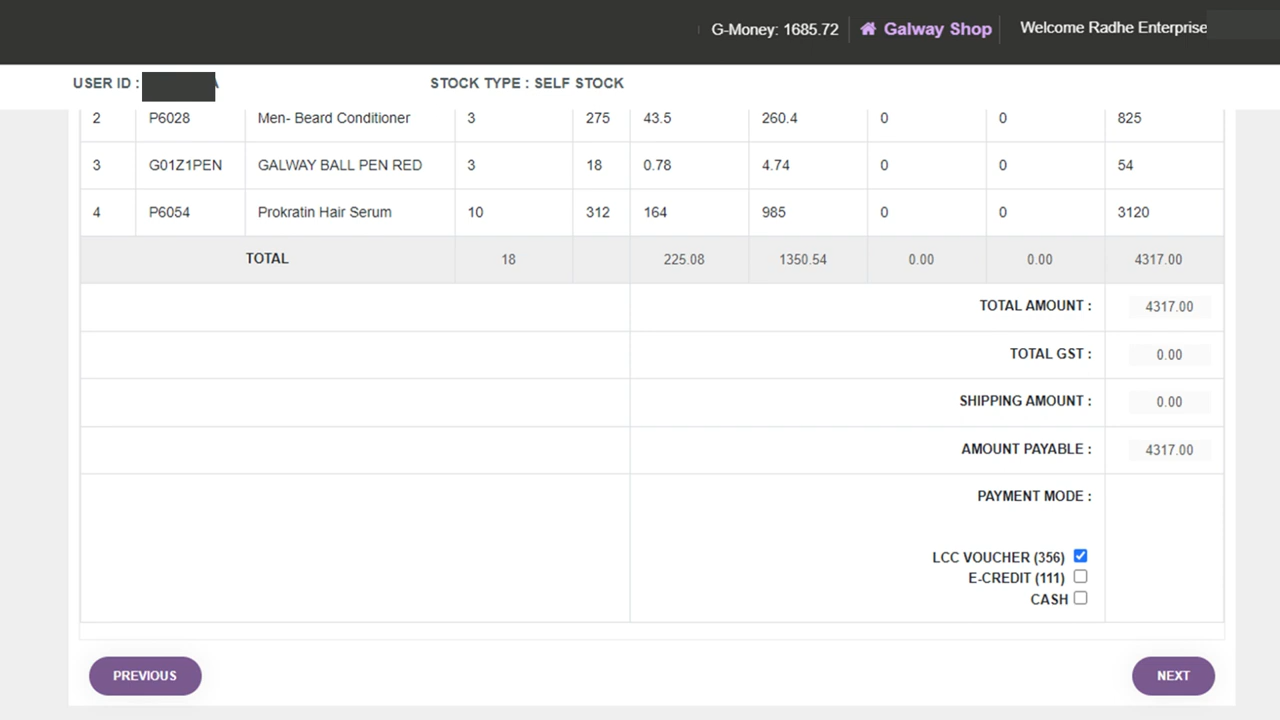 G-Money: 1685.72 Galway Shop Welcome Radhe Enterprise
USER ID : STOCK TYPE : SELF STOCK
2 P6028 Men- Beard Conditioner 3 275 43.5 260.4 0 0 825
3 G01Z1PEN GALWAY BALL PEN RED 3 18 0.78 4.74 0 0 54
4 P6054 Prokratin Hair Serum 10 312 164 985 0 0 3120
TOTAL 18 225.08 1350.54 0.00 0.00 4317.00
TOTAL AMOUNT : 4317.00
TOTAL GST : 0.00
SHIPPING AMOUNT : 0.00
AMOUNT PAYABLE : 4317.00
PAYMENT MODE :
LCC VOUCHER (356)
E-CREDIT (111)
CASH
PREVIOUS NEXT